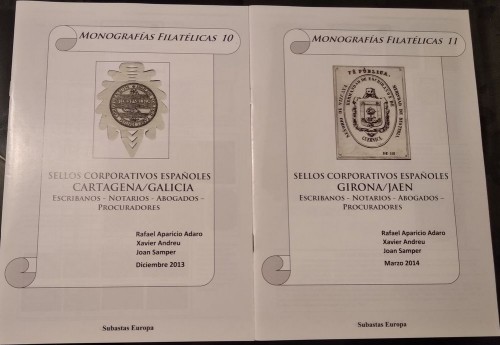 MONOGRAFÍAS FILATÉLICAS 10
SELLOS CORPORATIVOS ESPAÑOLES
CARTAGENA/GALICIA
ESCRIBANOS - NOTARIOS - ABOGADOS –
PROCURADORES
Rafael Aparicio Adaro
Xavier Andreu
Joan Samper
Diciembre 2013
Subastas Europa
MONOGRAFÍAS FILATÉLICAS 11
FÉ PÚBLICA.
SELLOS CORPORATIVOS ESPAÑOLES
GIRONA/JAEN
ESCRIBANOS - NOTARIOS - ABOGADOS –
PROCURADORES
Rafael Aparicio Adaro
Xavier Andreu
Joan Samper
Marzo 2014
Subastas Europa